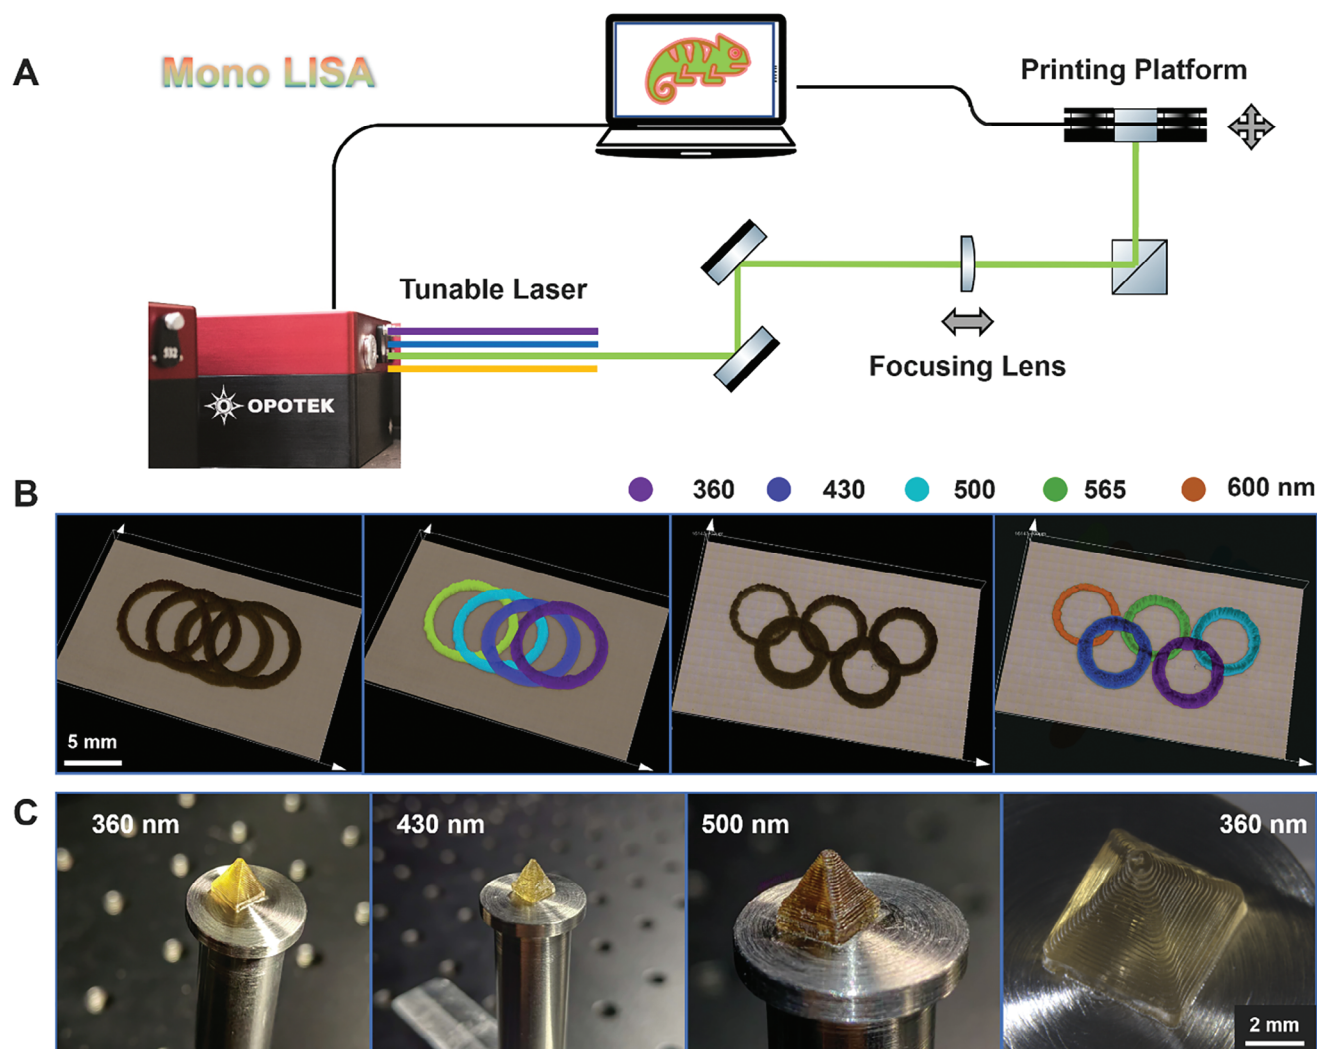 A
Mono LISA
Printing Platform
Tunable Laser
532
OPOTEK
Focusing Lens
B
360
430
500
565
600 nm
5 mm
C
360 nm
430 nm
500 nm
360 nm
2 mm